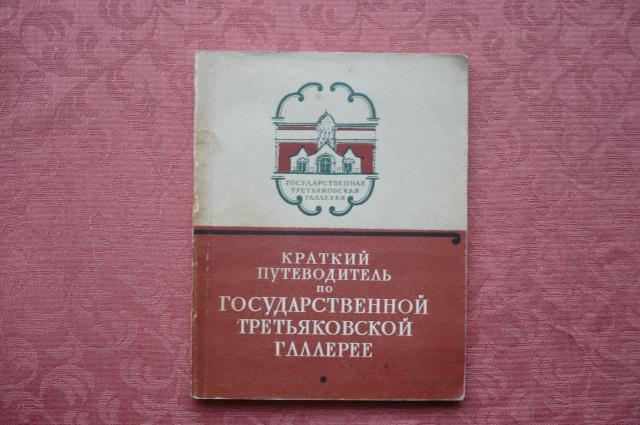 ГОСУДАРСТВЕННАЯ
ТРЕТЬЯКОВСКАЯ
ГАЛЛЕРЕЯ
КРАТКИЙ
ПУТЕВОДИТЕЛЬ
по
ГОСУДАРСТВЕННОЙ
ТРЕТЬЯКОВСКОЙ
ГАЛЛЕРЕЕ